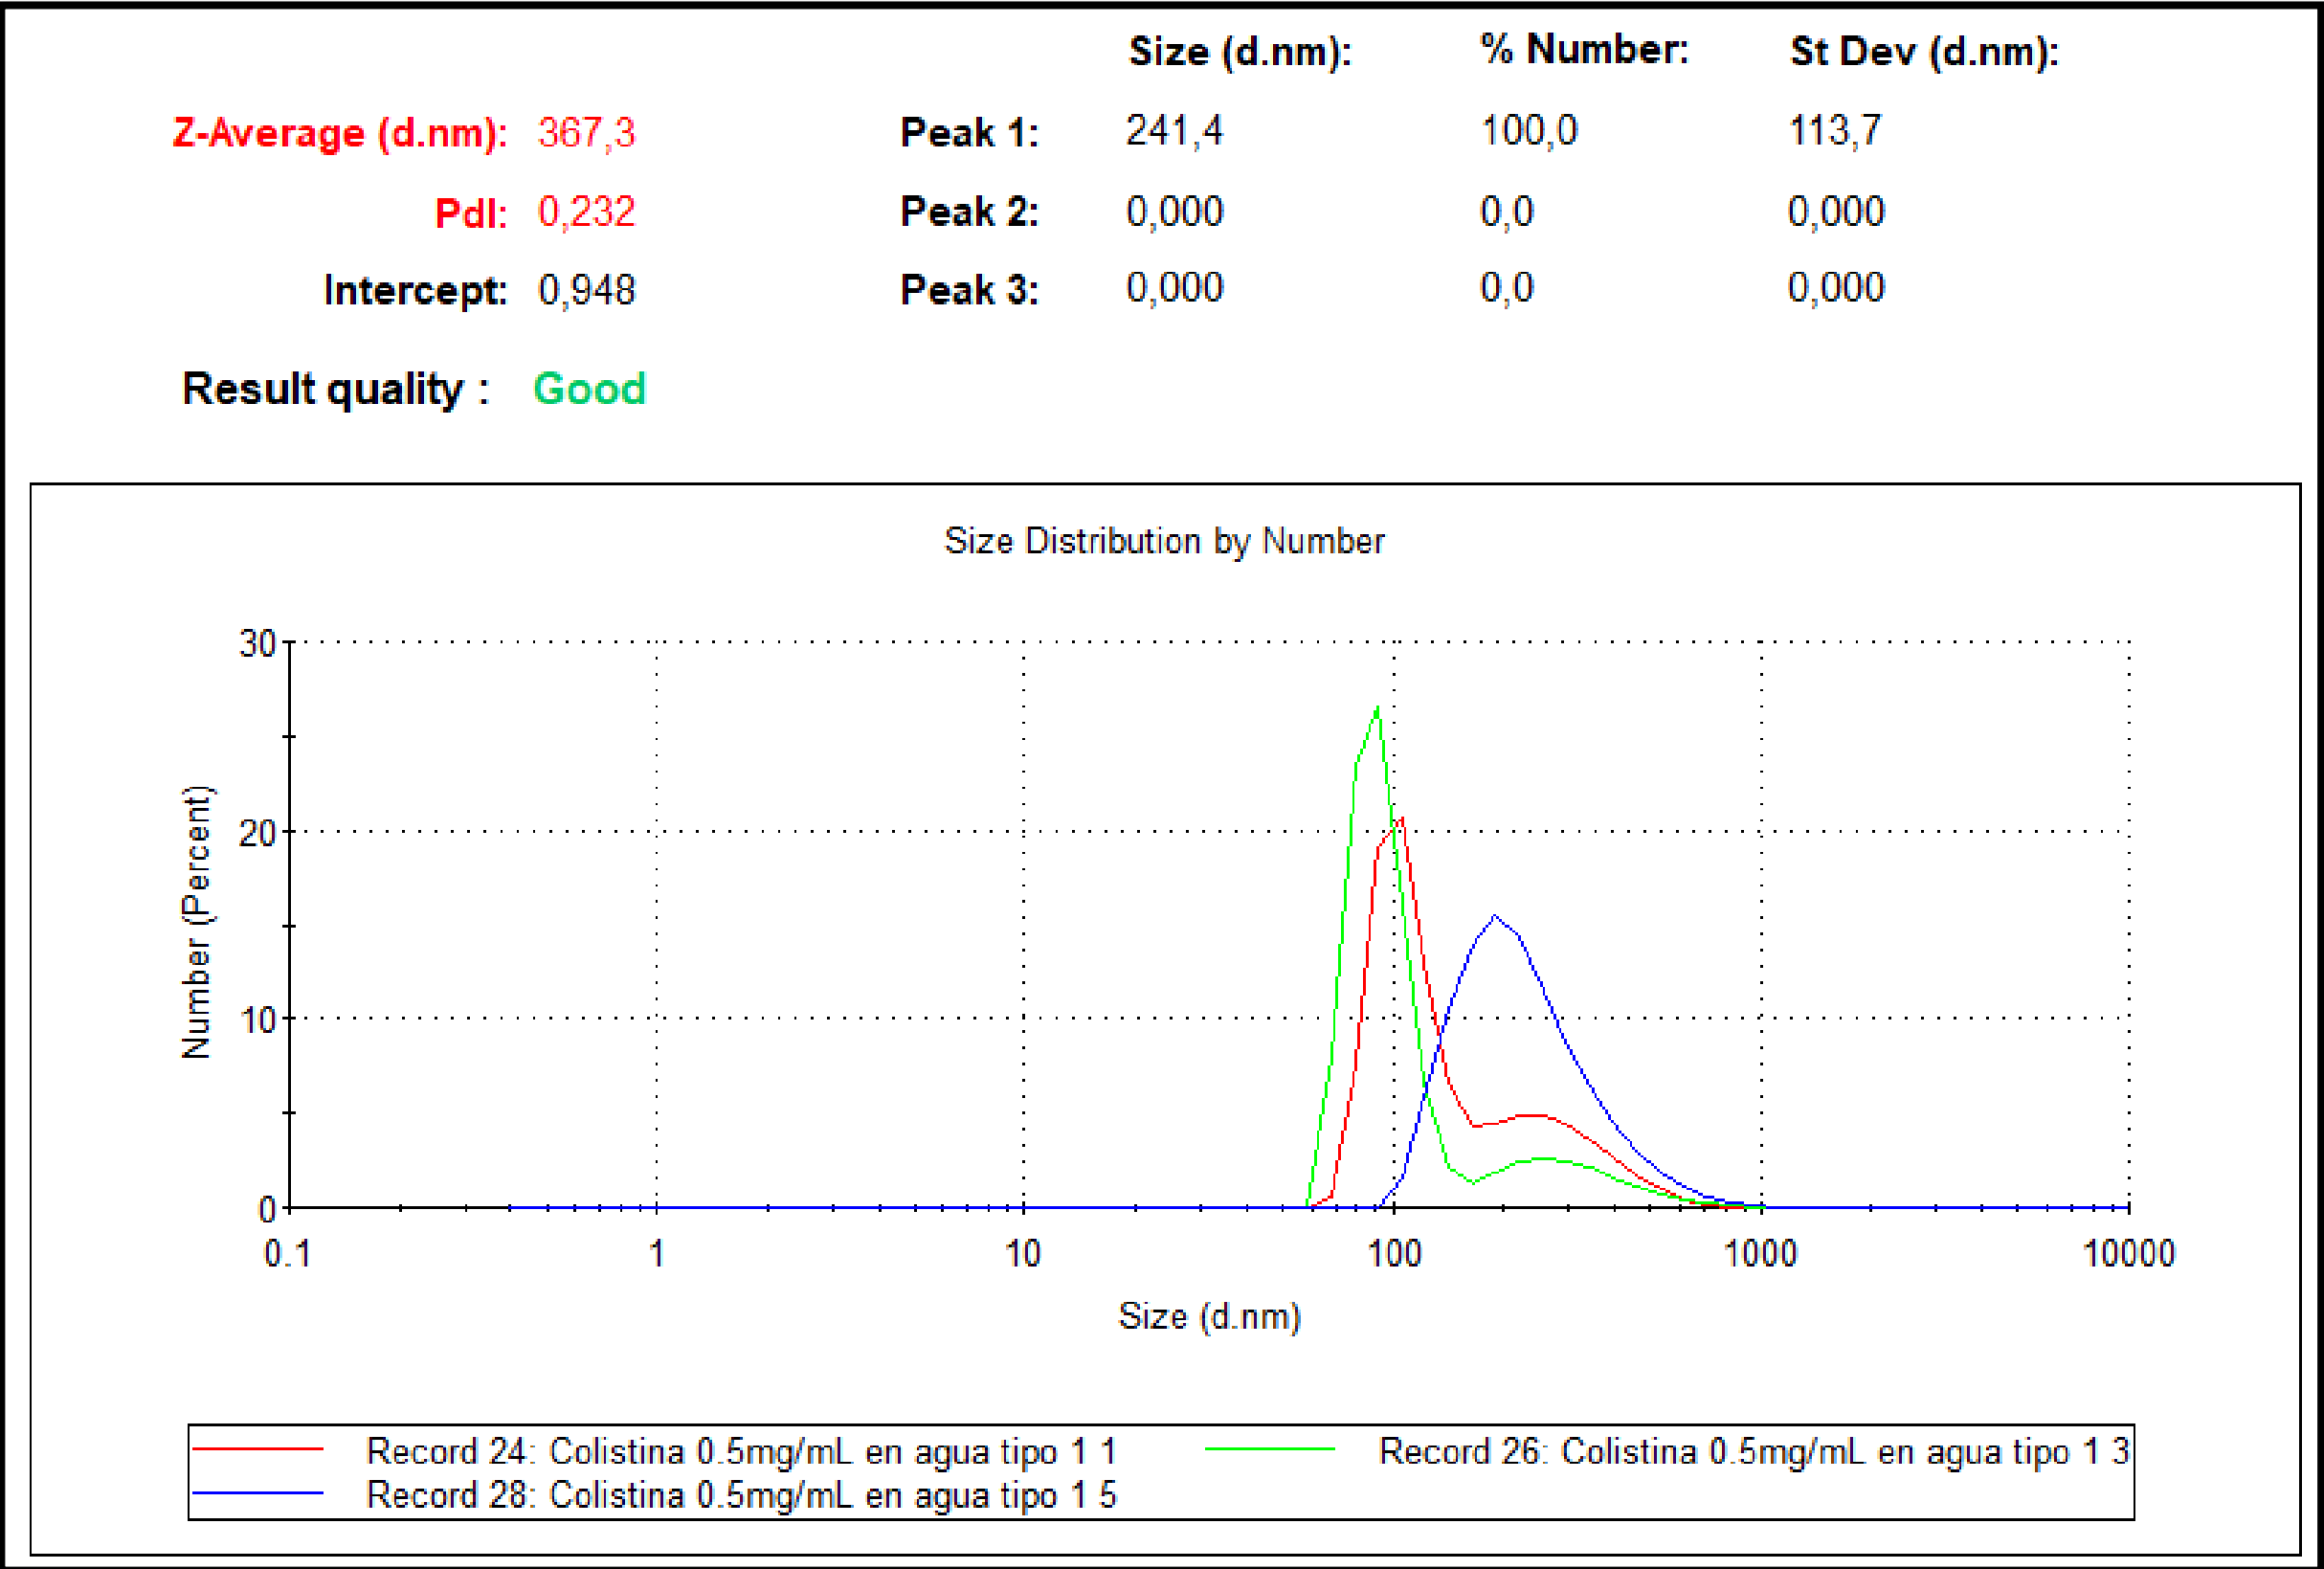 Size (d.nm): % Number: St Dev (d.nm):
Z-Average (d.nm): 367,3 Peak 1: 241,4 100,0 113,7
PdI: 0,232 Peak 2: 0,000 0,0 0,000
Intercept: 0,948 Peak 3: 0,000 0,0 0,000
Result quality : Good
Size Distribution by Number
30
20
10
0
Number (Percent)
0.1 1 10 100 1000 10000
Size (d.nm)
Record 24: Colistina 0.5mg/mL en agua tipo 1 1 Record 26: Colistina 0.5mg/mL en agua tipo 1 3
Record 28: Colistina 0.5mg/mL en agua tipo 1 5